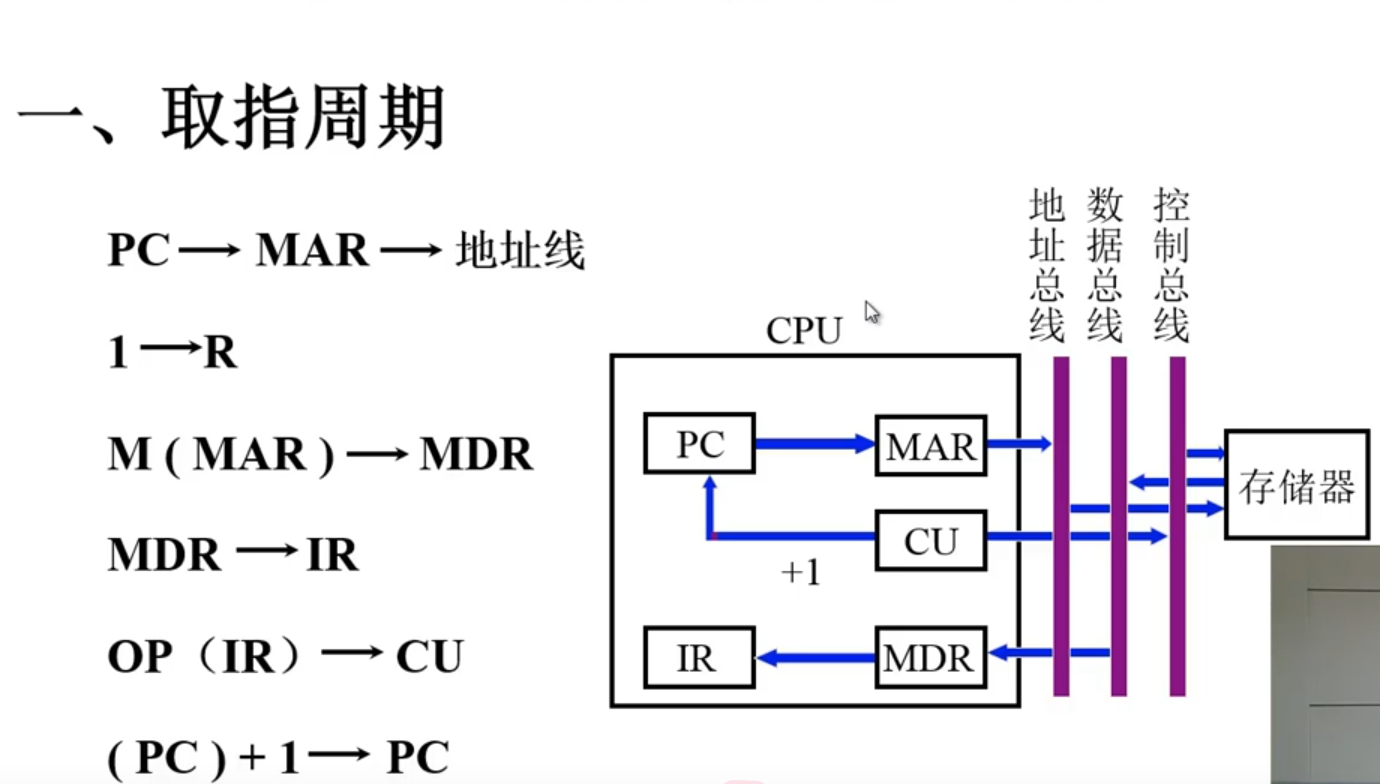 一、取指周期
PC → MAR → 地址线
1 → R
M ( MAR ) → MDR
MDR → IR
OP（IR）→ CU
( PC ) + 1 → PC
地址总线
数据总线
控制总线
CPU
PC
MAR
CU
+1
IR
MDR
存储器